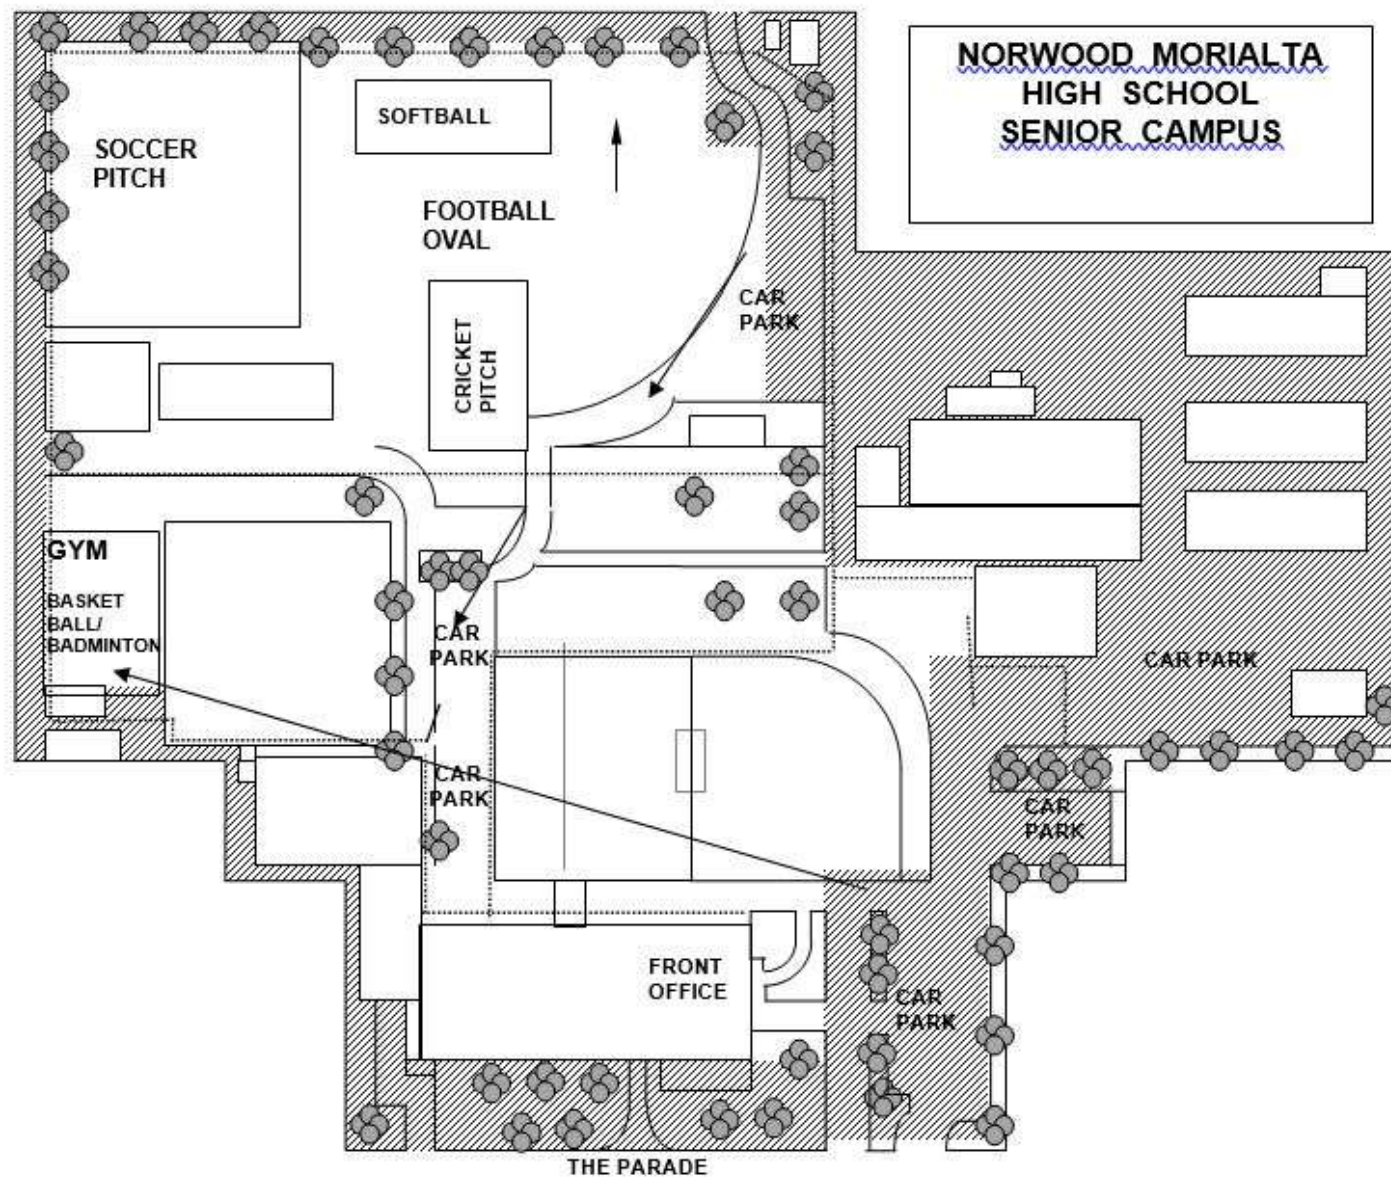 NORWOOD MORIALTA
HIGH SCHOOL
SENIOR CAMPUS
SOFTBALL
SOCCER
PITCH
FOOTBALL
OVAL
CAR
PARK
CRICKET
PITCH
GYM
BASKET
BALL/
BADMINTON
CAR
PARK
CAR PARK
CAR
PARK
CAR
PARK
FRONT
OFFICE
CAR
PARK
THE PARADE